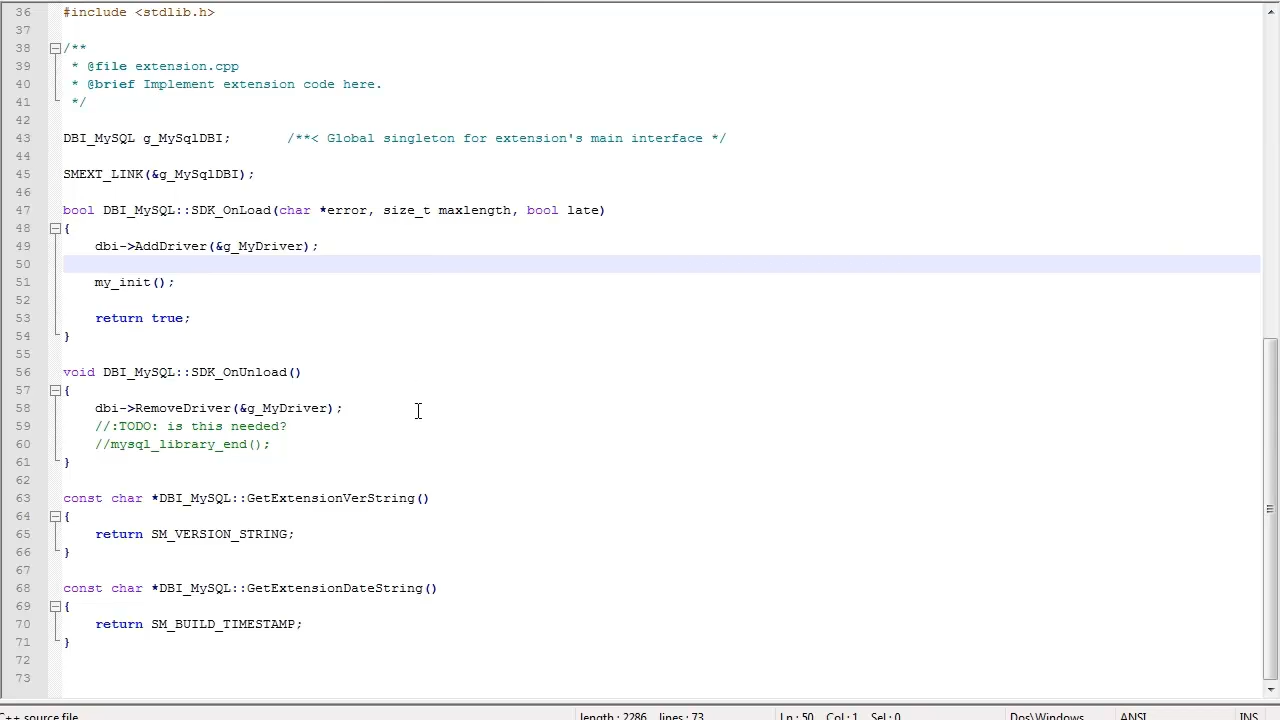 36 #include <stdlib.h>
37
38 /**
39 * @file extension.cpp
40 * @brief Implement extension code here.
41 */
42
43 DBI_MySQL g_MySqlDBI; /**< Global singleton for extension's main interface */
44
45 SMEXT_LINK(&g_MySqlDBI);
46
47 bool DBI_MySQL::SDK_OnLoad(char *error, size_t maxlength, bool late)
48 {
49 dbi->AddDriver(&g_MyDriver);
50
51 my_init();
52
53 return true;
54 }
55
56 void DBI_MySQL::SDK_OnUnload()
57 {
58 dbi->RemoveDriver(&g_MyDriver);
59 //:TODO: is this needed?
60 //mysql_library_end();
61 }
62
63 const char *DBI_MySQL::GetExtensionVerString()
64 {
65 return SM_VERSION_STRING;
66 }
67
68 const char *DBI_MySQL::GetExtensionDateString()
69 {
70 return SM_BUILD_TIMESTAMP;
71 }
72
73
C++ source file length : 2286 lines : 73 Ln : 50 Col : 1 Sel : 0 Dos\Windows ANSI INS